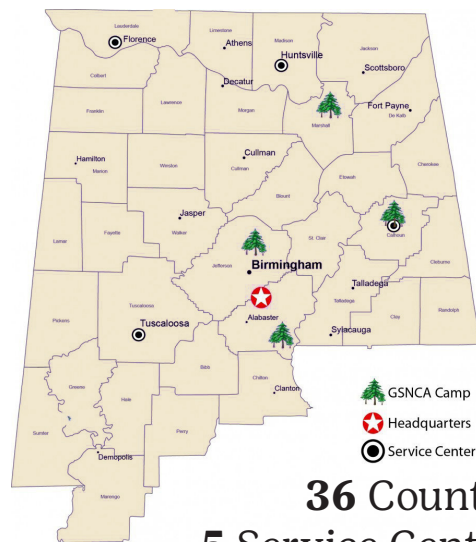 Lauderdale
Florence
Limestone
Athens
Madison
Huntsville
Jackson
Scottsboro
Colbert
Decatur
Franklin
Lawrence
Morgan
Marshall
Fort Payne
De Kalb
Hamilton
Marion
Winston
Cullman
Cullman
Cherokee
Etowah
Blount
Jasper
Walker
Lamar
Fayette
Jefferson
St. Clair
Calhoun
Cleburne
Birmingham
Talladega
Talladega
Randolph
Clay
Tuscaloosa
Tuscaloosa
Pickens
Alabaster
Sylacauga
Bibb
Chilton
Clanton
Greene
Hale
Perry
Sumter
Demopolis
Marengo
GSNCA Camp
Headquarters
Service Center
36 Count
5 Service Cent